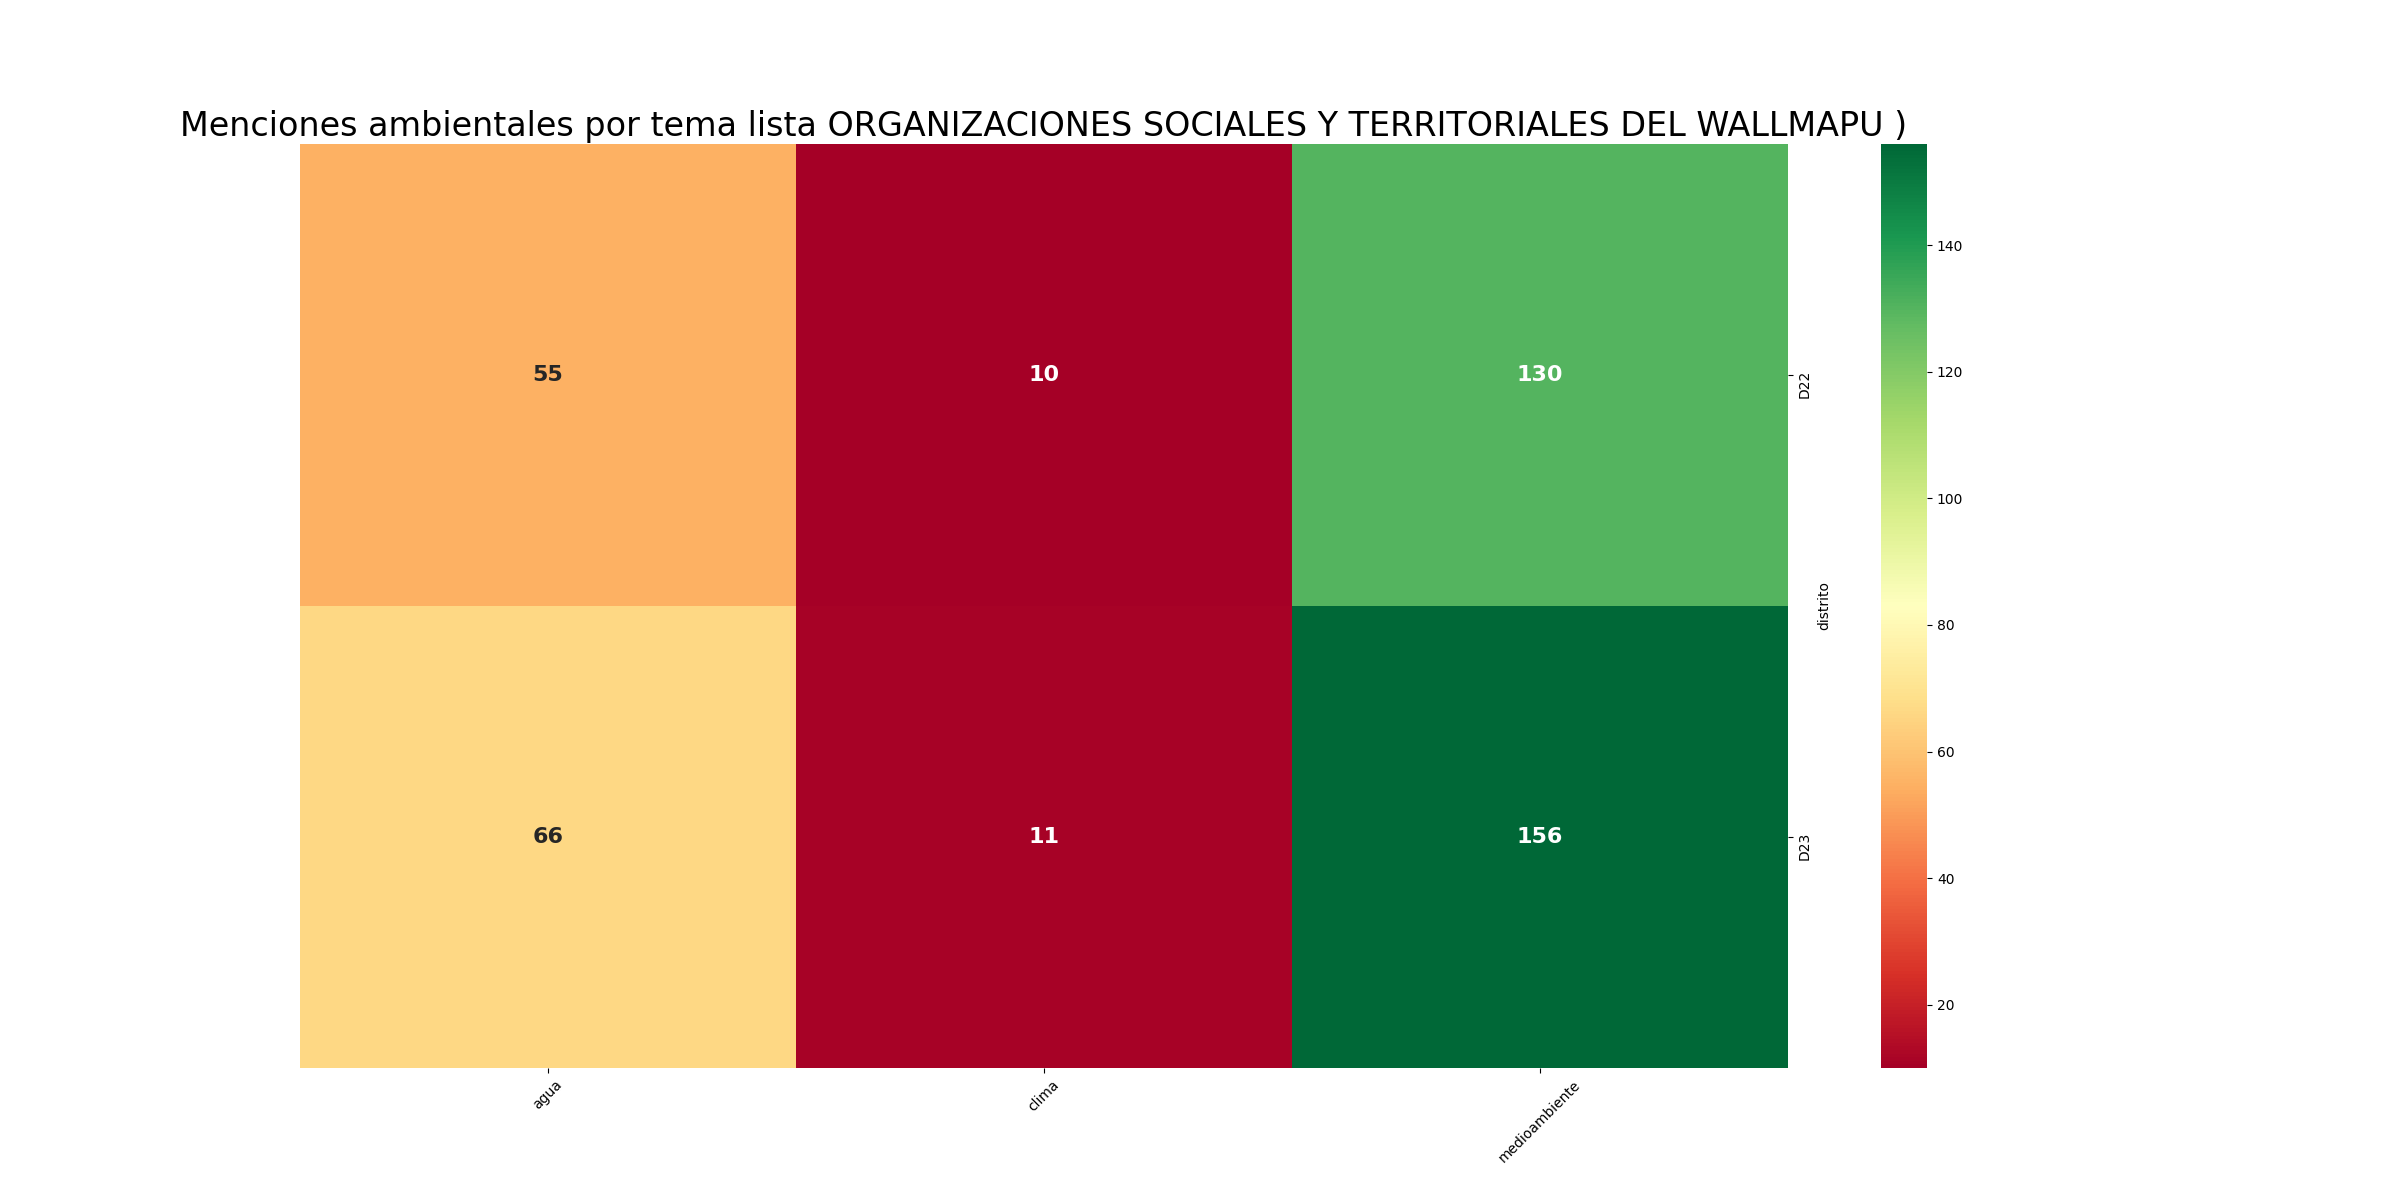 Menciones ambientales por tema lista ORGANIZACIONES SOCIALES Y TERRITORIALES DEL WALLMAPU )
55 10 130
66 11 156
D22
distrito
D23
agua clima medioambiente
140
120
100
80
60
40
20